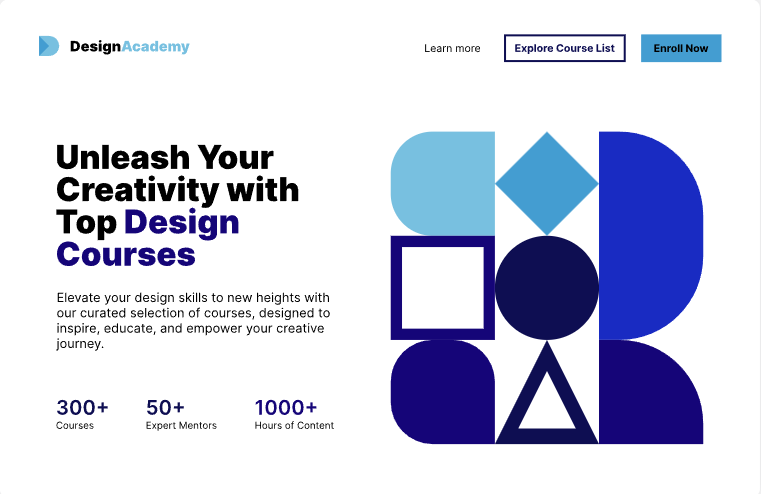 DesignAcademy
Learn more
Explore Course List
Enroll Now
Unleash Your
Creativity with
Top Design
Courses
Elevate your design skills to new heights with
our curated selection of courses, designed to
inspire, educate, and empower your creative
journey.
300+
Courses
50+
Expert Mentors
1000+
Hours of Content